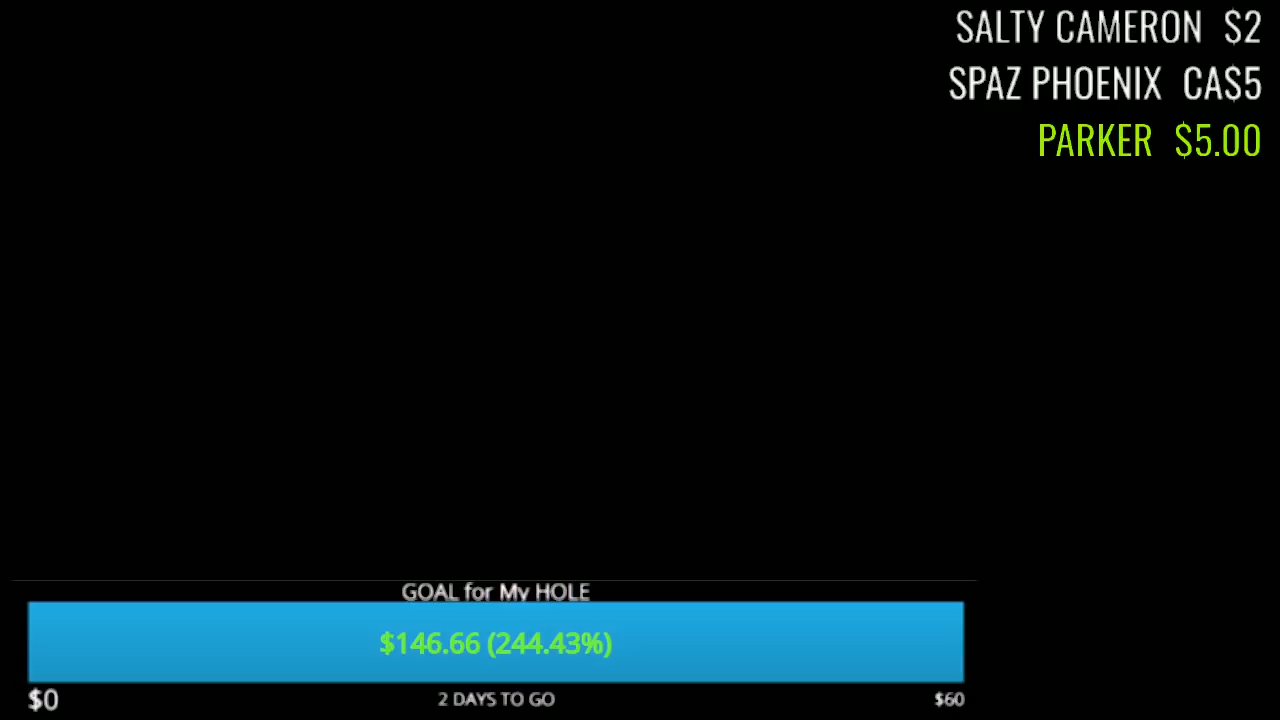 SALTY CAMERON $2
SPAZ PHOENIX CA$5
PARKER $5.00
GOAL for My HOLE
$146.66 (244.43%)
$0 2 DAYS TO GO $60